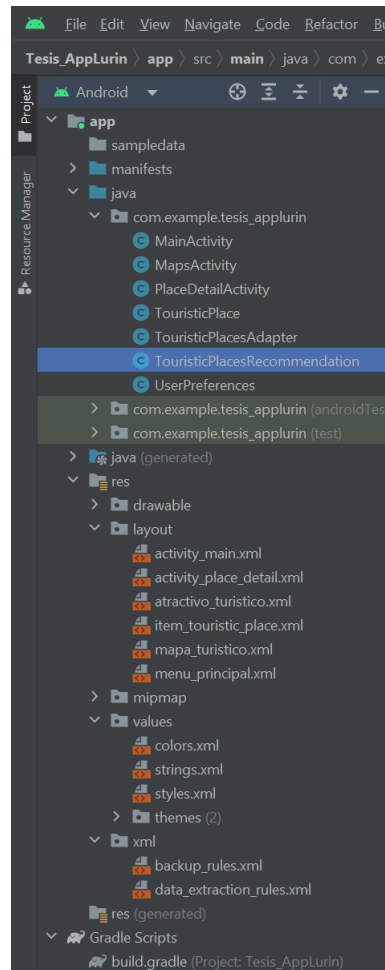 File Edit View Navigate Code Refactor
Tesis_AppLurin app src main java com
Project
Resource Manager
Android
app
sampledata
manifests
java
com.example.tesis_applurin
MainActivity
MapsActivity
PlaceDetailActivity
TouristicPlace
TouristicPlacesAdapter
TouristicPlacesRecommendation
UserPreferences
com.example.tesis_applurin (androidTes
com.example.tesis_applurin (test)
java (generated)
res
drawable
layout
activity_main.xml
activity_place_detail.xml
atractivo_turistico.xml
item_touristic_place.xml
mapa_turistico.xml
menu_principal.xml
mipmap
values
colors.xml
strings.xml
styles.xml
themes (2)
xml
backup_rules.xml
data_extraction_rules.xml
res (generated)
Gradle Scripts
build.gradle (Project: Tesis_AppLurin)